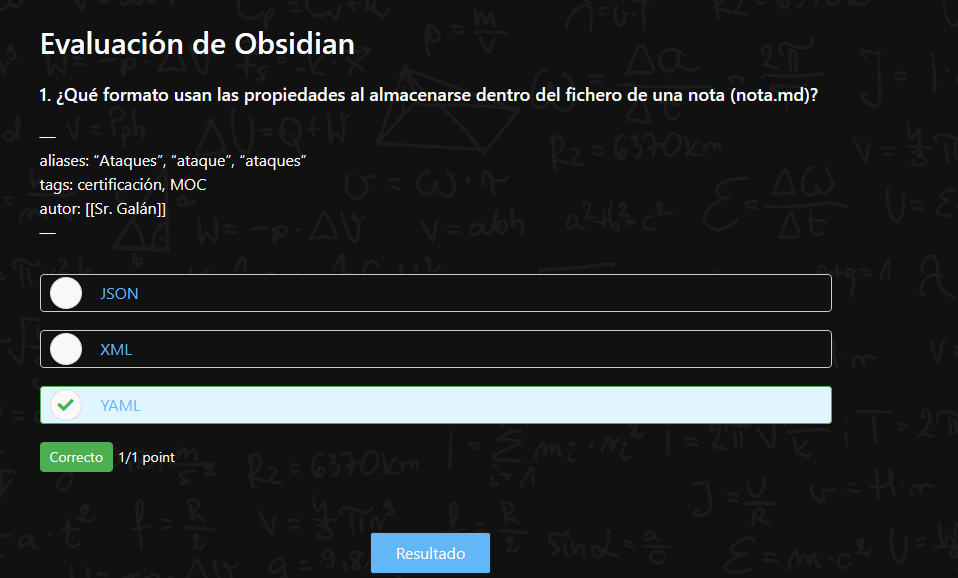 Evaluación de Obsidian
1. ¿Qué formato usan las propiedades al almacenarse dentro del fichero de una nota (nota.md)?
—
aliases: “Ataques”, “ataque”, “ataques”
tags: certificación, MOC
autor: [[Sr. Galán]]
—
JSON
XML
YAML
Correcto 1/1 point
Resultado